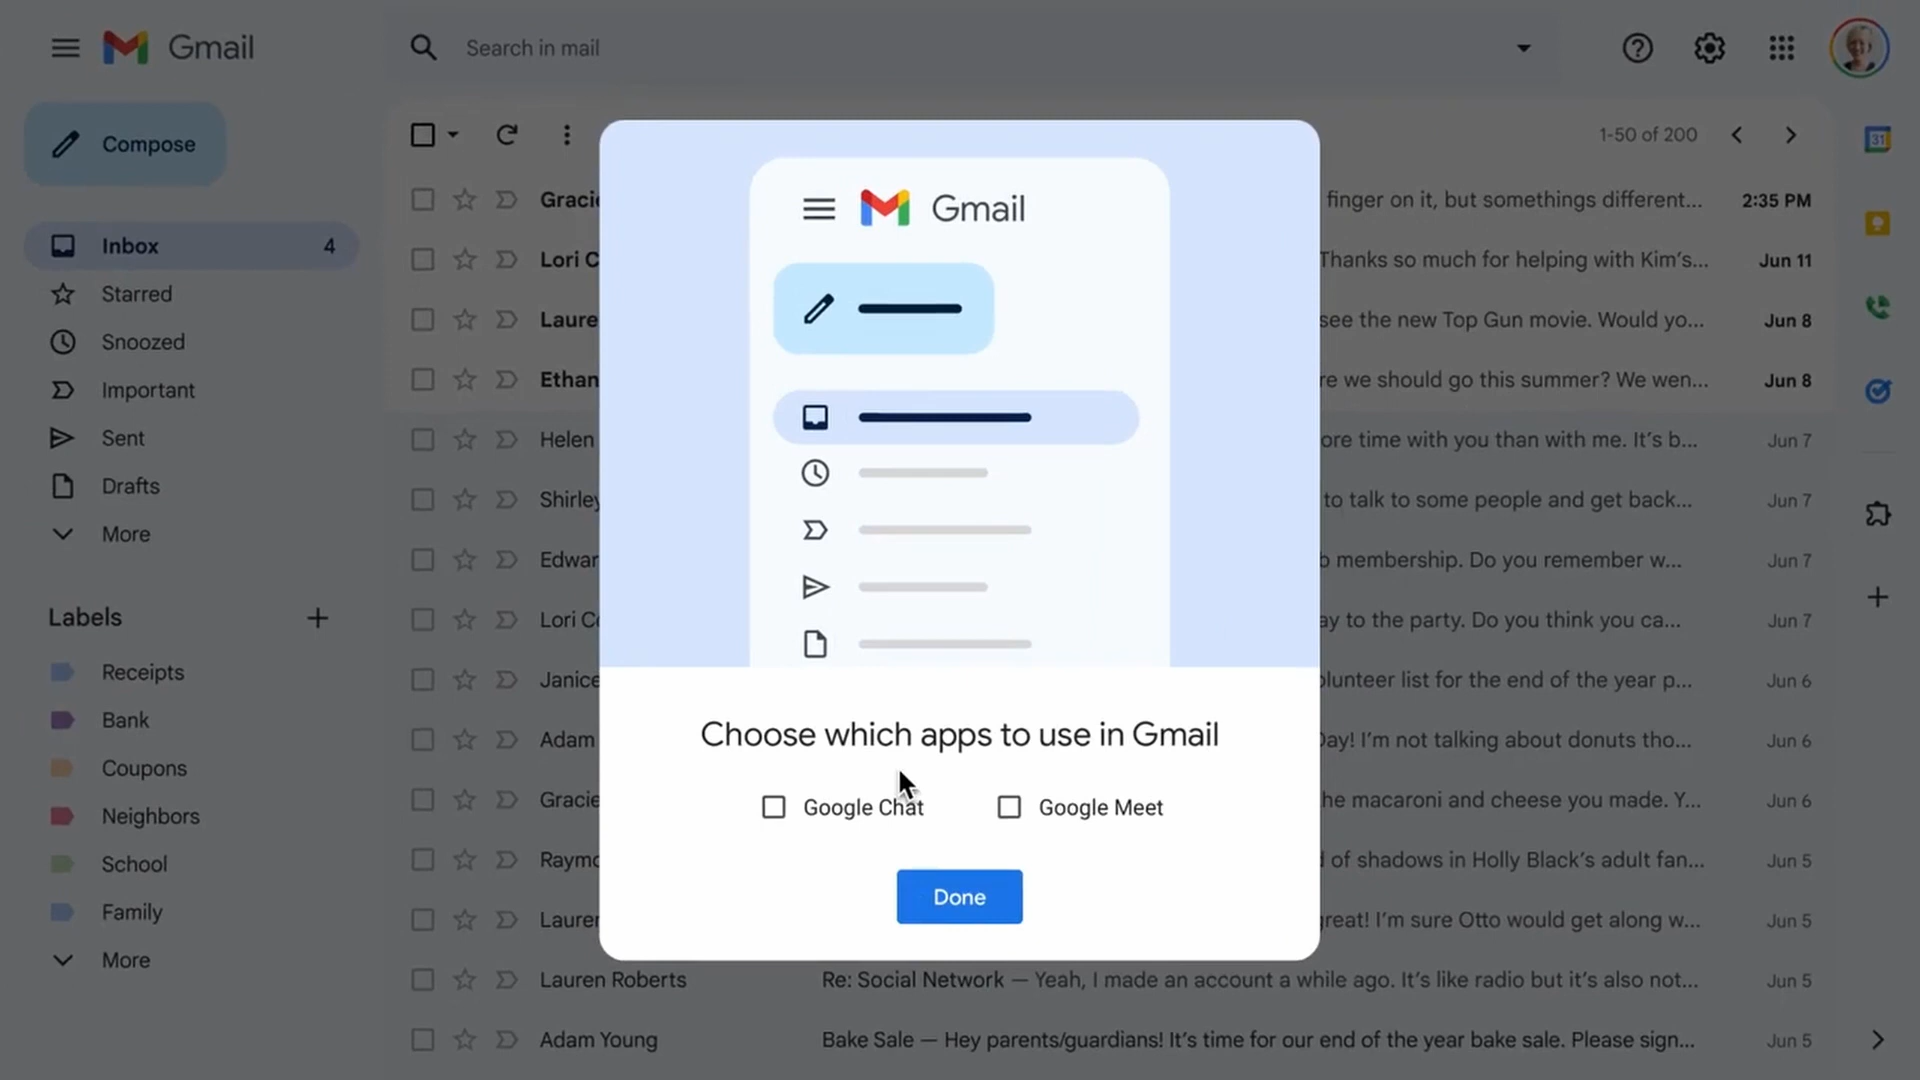 Gmail
Search in mail
Compose
1-50 of 200
Inbox 4
Starred
Snoozed
Important
Sent
Drafts
More
Labels
Receipts
Bank
Coupons
Neighbors
School
Family
More
finger on it, but somethings different... 2:35 PM
Lori Thanks so much for helping with Kim's... Jun 11
see the new Top Gun movie. Would yo... Jun 8
Ethan we should go this summer? We wen... Jun 8
Helen time with you than with me. It's b... Jun 7
Shirley to talk to some people and get back... Jun 7
membership. Do you remember w... Jun 7
Lori to the party. Do you think you ca... Jun 7
Janice list for the end of the year p... Jun 6
Adam I'm not talking about donuts tho... Jun 6
Gracie macaroni and cheese you made. Y... Jun 6
of shadows in Holly Black's adult fan... Jun 5
great! I'm sure Otto would get along w... Jun 5
Lauren Roberts Re: Social Network — Yeah, I made an account a while ago. It's like radio but it's also not... Jun 5
Adam Young Bake Sale — Hey parents/guardians! It's time for our end of the year bake sale. Please sign... Jun 5
Gmail
Choose which apps to use in Gmail
Google Chat Google Meet
Done
31